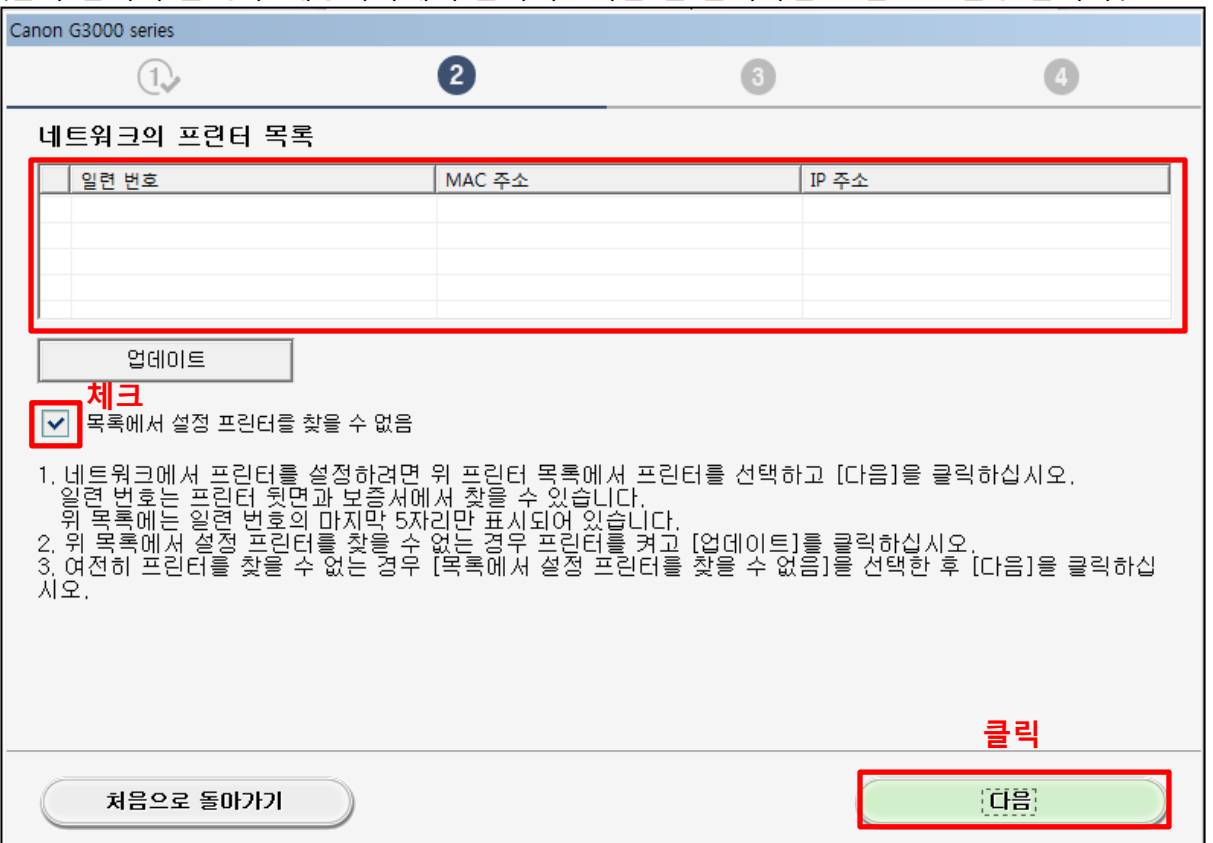 Canon G3000 series
1
2
3
4
네트워크의 프린터 목록
일련 번호 MAC 주소 IP 주소
업데이트
체크
목록에서 설정 프린터를 찾을 수 없음
1. 네트워크에서 프린터를 설정하려면 위 프린터 목록에서 프린터를 선택하고 [다음]을 클릭하십시오.
일련 번호는 프린터 뒷면과 보증서에서 찾을 수 있습니다.
위 목록에는 일련 번호의 마지막 5자리만 표시되어 있습니다.
2. 위 목록에서 설정 프린터를 찾을 수 없는 경우 프린터를 켜고 [업데이트]를 클릭하십시오.
3. 여전히 프린터를 찾을 수 없는 경우 [목록에서 설정 프린터를 찾을 수 없음]을 선택한 후 [다음]을 클릭하십
시오.
클릭
처음으로 돌아가기
다음